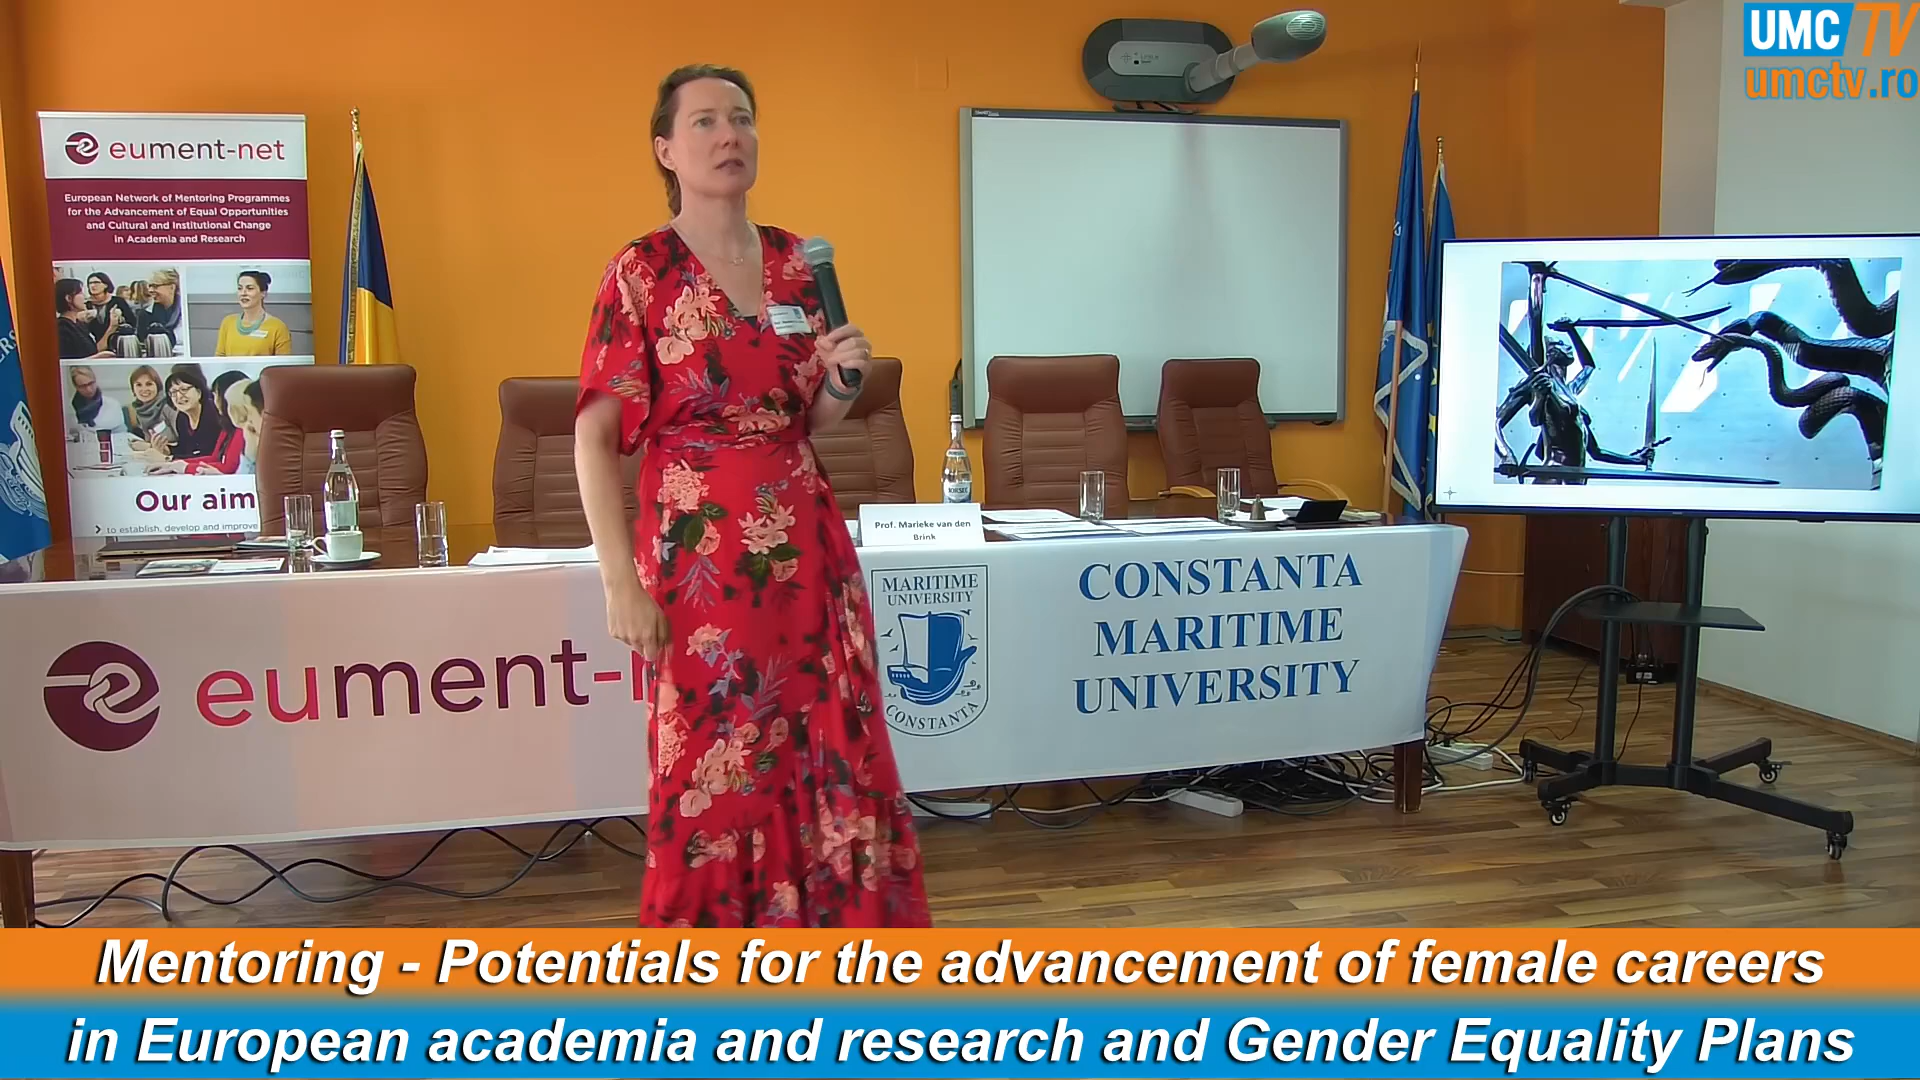 UMC TV
umctv.ro
eument-net
European Network of Mentoring Programmes
for the Advancement of Equal Opportunities
and Cultural and Institutional Change
in Academia and Research
Our aim
to establish, develop and improve
BORSEC
Prof. Marieke van den
Brink
eument-n
MARITIME
UNIVERSITY
CONSTANTA
CONSTANTA
MARITIME
UNIVERSITY
Mentoring - Potentials for the advancement of female careers
in European academia and research and Gender Equality Plans